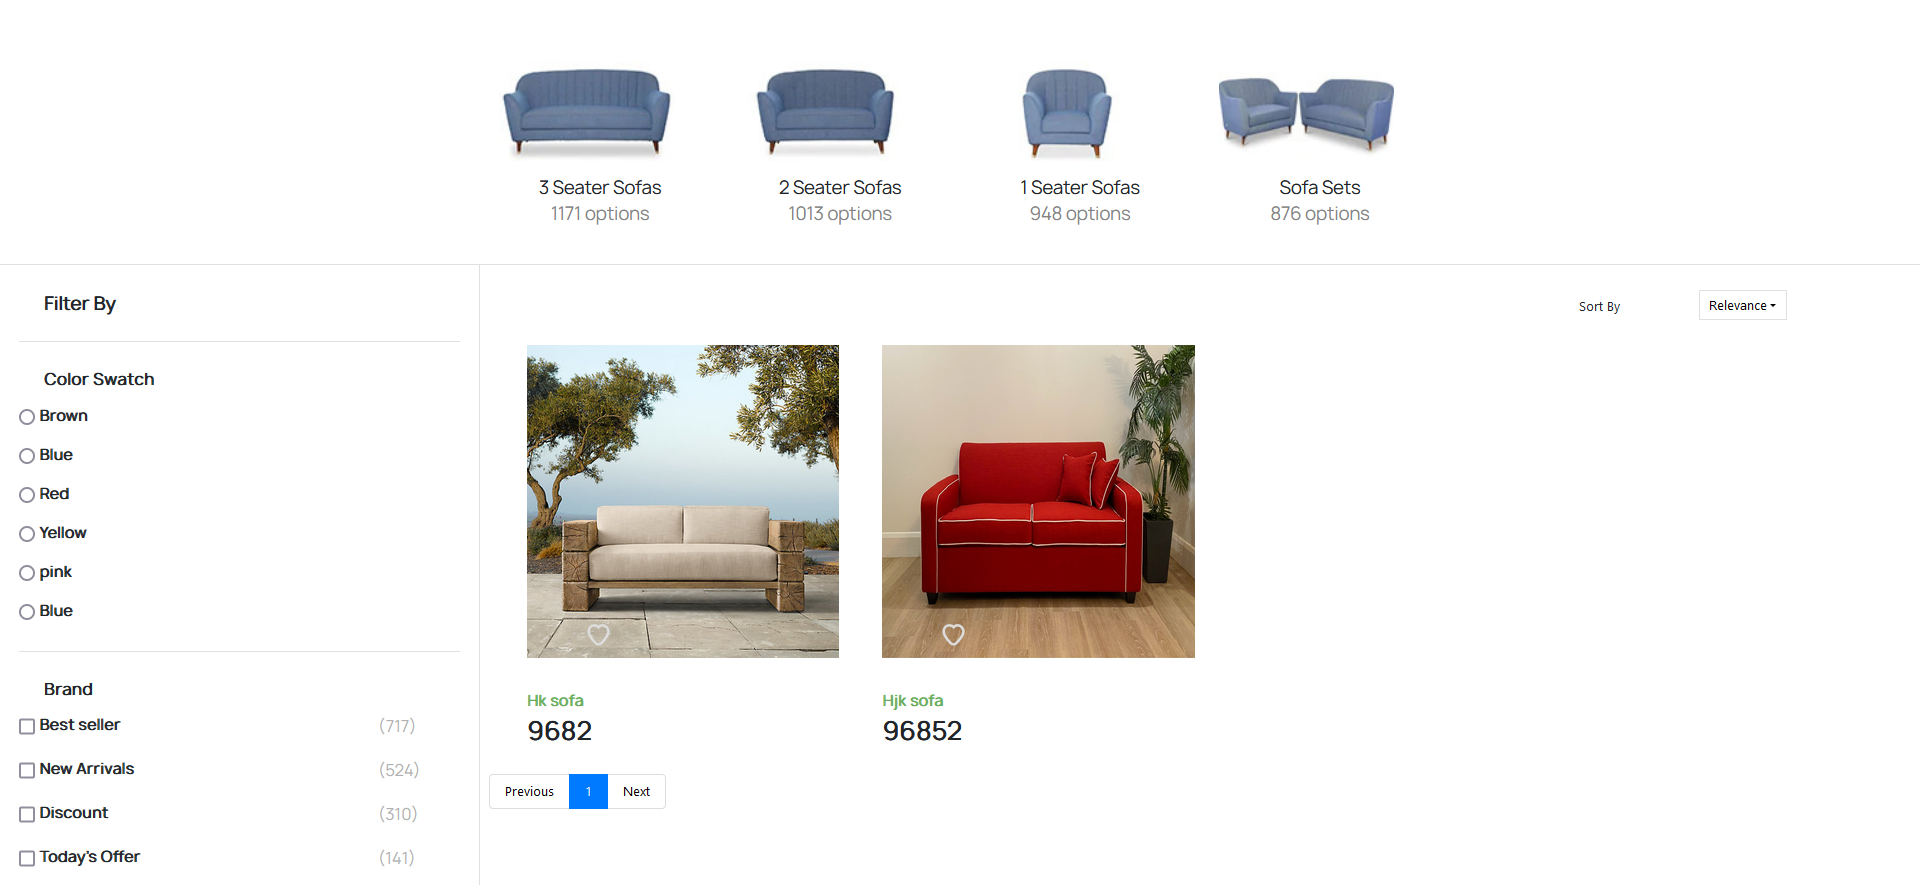 3 Seater Sofas
1171 options
2 Seater Sofas
1013 options
1 Seater Sofas
948 options
Sofa Sets
876 options
Filter By
Color Swatch
Brown
Blue
Red
Yellow
pink
Blue
Brand
Best seller (717)
New Arrivals (524)
Discount (310)
Today's Offer (141)
Sort By Relevance
Hk sofa
9682
Hjk sofa
96852
Previous 1 Next